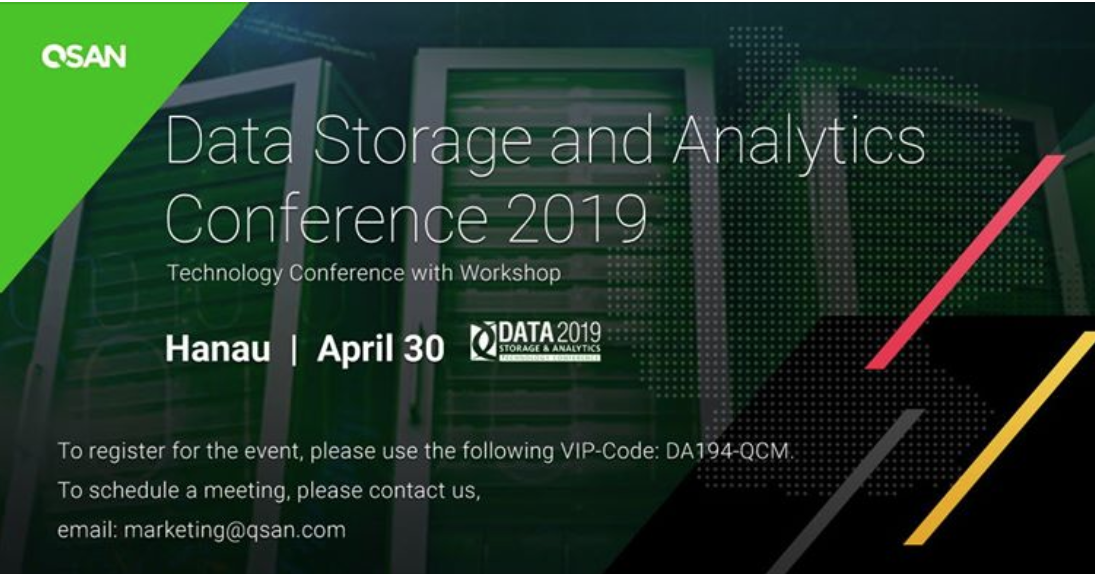 QSAN
Data Storage and Analytics
Conference 2019
Technology Conference with Workshop
Hanau | April 30
DATA 2019
STORAGE & ANALYTICS
TECHNOLOGY CONFERENCE
To register for the event, please use the following VIP-Code: DA194-QCM.
To schedule a meeting, please contact us,
email: marketing@qsan.com